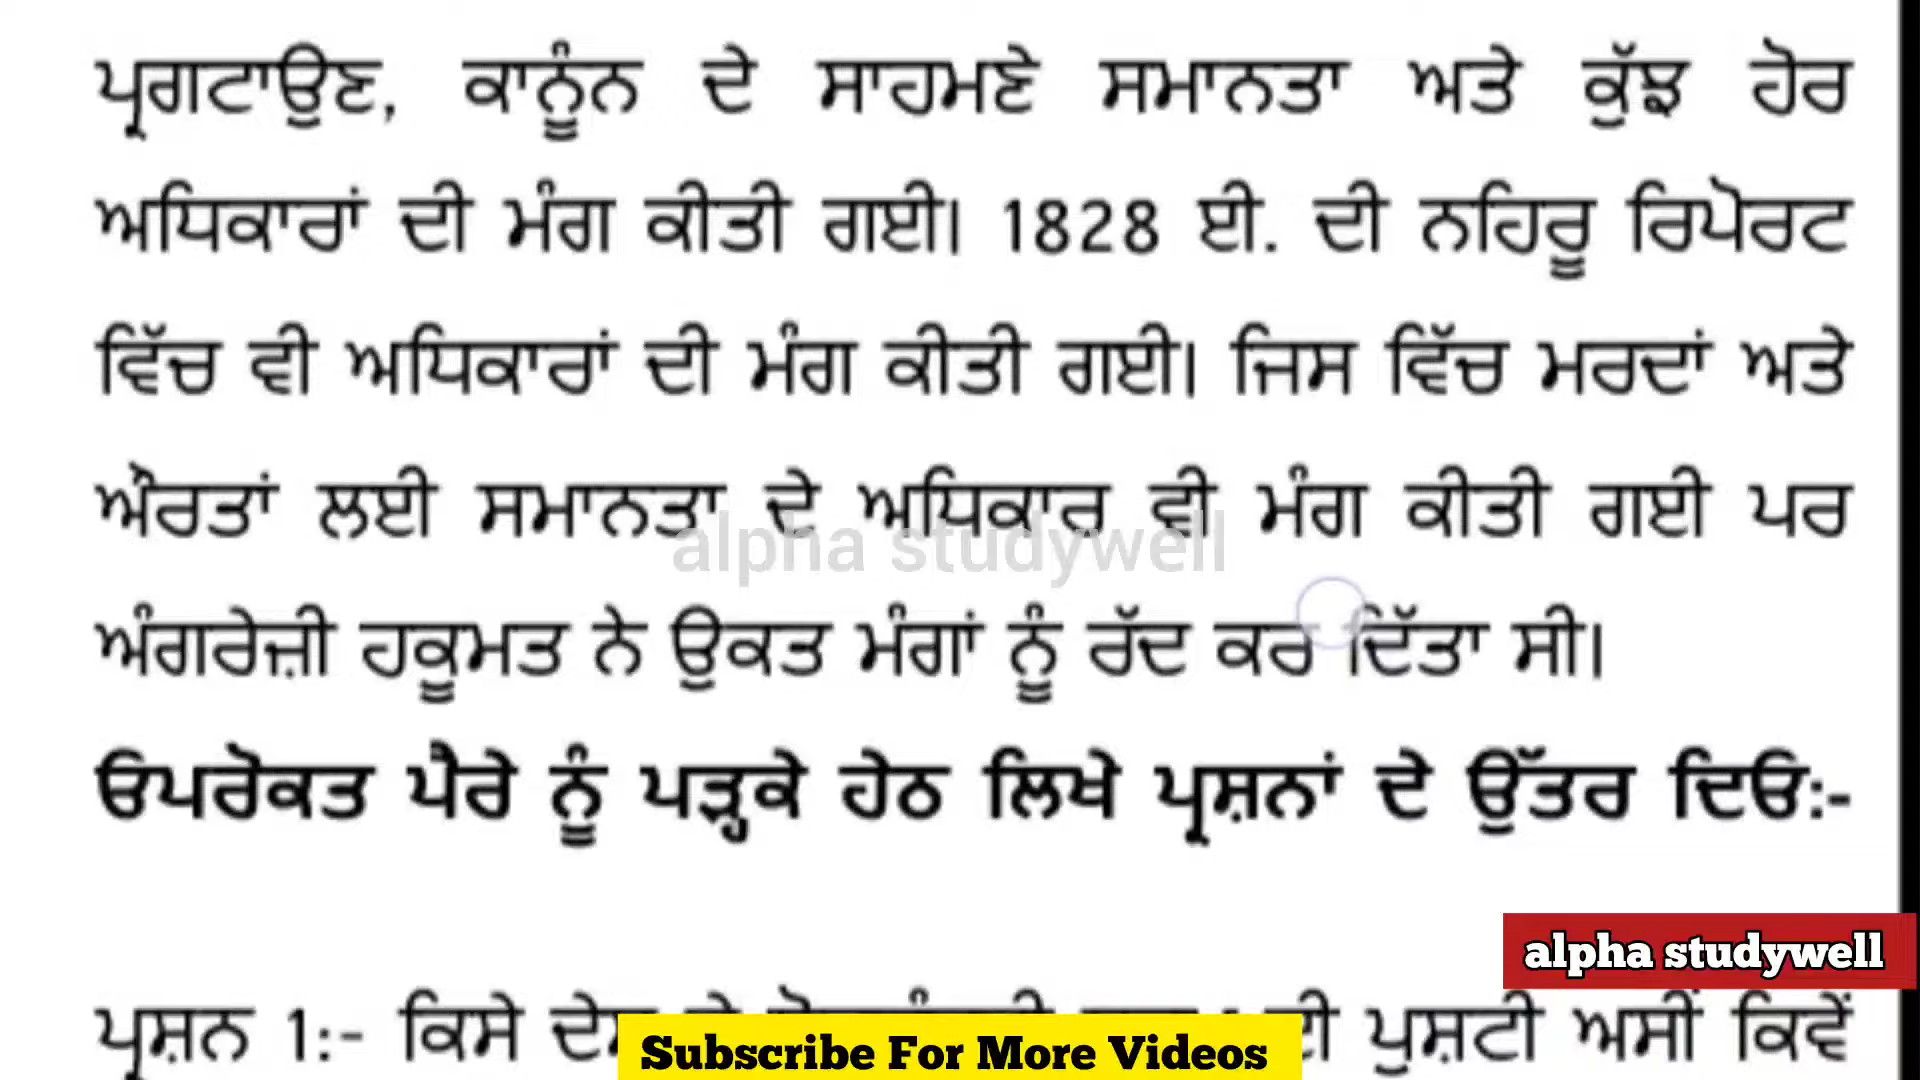 ਪ੍ਰਗਟਾਉਣ, ਕਾਨੂੰਨ ਦੇ ਸਾਹਮਣੇ ਸਮਾਨਤਾ ਅਤੇ ਕੁੱਝ ਹੋਰ
ਅਧਿਕਾਰਾਂ ਦੀ ਮੰਗ ਕੀਤੀ ਗਈ। 1828 ਈ. ਦੀ ਨਹਿਰੂ ਰਿਪੋਰਟ
ਵਿੱਚ ਵੀ ਅਧਿਕਾਰਾਂ ਦੀ ਮੰਗ ਕੀਤੀ ਗਈ। ਜਿਸ ਵਿੱਚ ਮਰਦਾਂ ਅਤੇ
ਔਰਤਾਂ ਲਈ ਸਮਾਨਤਾ ਦੇ ਅਧਿਕਾਰ ਵੀ ਮੰਗ ਕੀਤੀ ਗਈ ਪਰ
alpha studywell
ਅੰਗਰੇਜ਼ੀ ਹਕੂਮਤ ਨੇ ਉਕਤ ਮੰਗਾਂ ਨੂੰ ਰੱਦ ਕਰ ਦਿੱਤਾ ਸੀ।
ਓਪਰੋਕਤ ਪੈਰੇ ਨੂੰ ਪੜ੍ਹਕੇ ਹੇਠ ਲਿਖੇ ਪ੍ਰਸ਼ਨਾਂ ਦੇ ਉੱਤਰ ਦਿਓ:-
alpha studywell
ਪ੍ਰਸ਼ਨ 1:- ਕਿਸੇ ਪੁਸ਼ਟੀ ਅਸੀਂ ਕਿਵੇਂ
Subscribe For More Videos